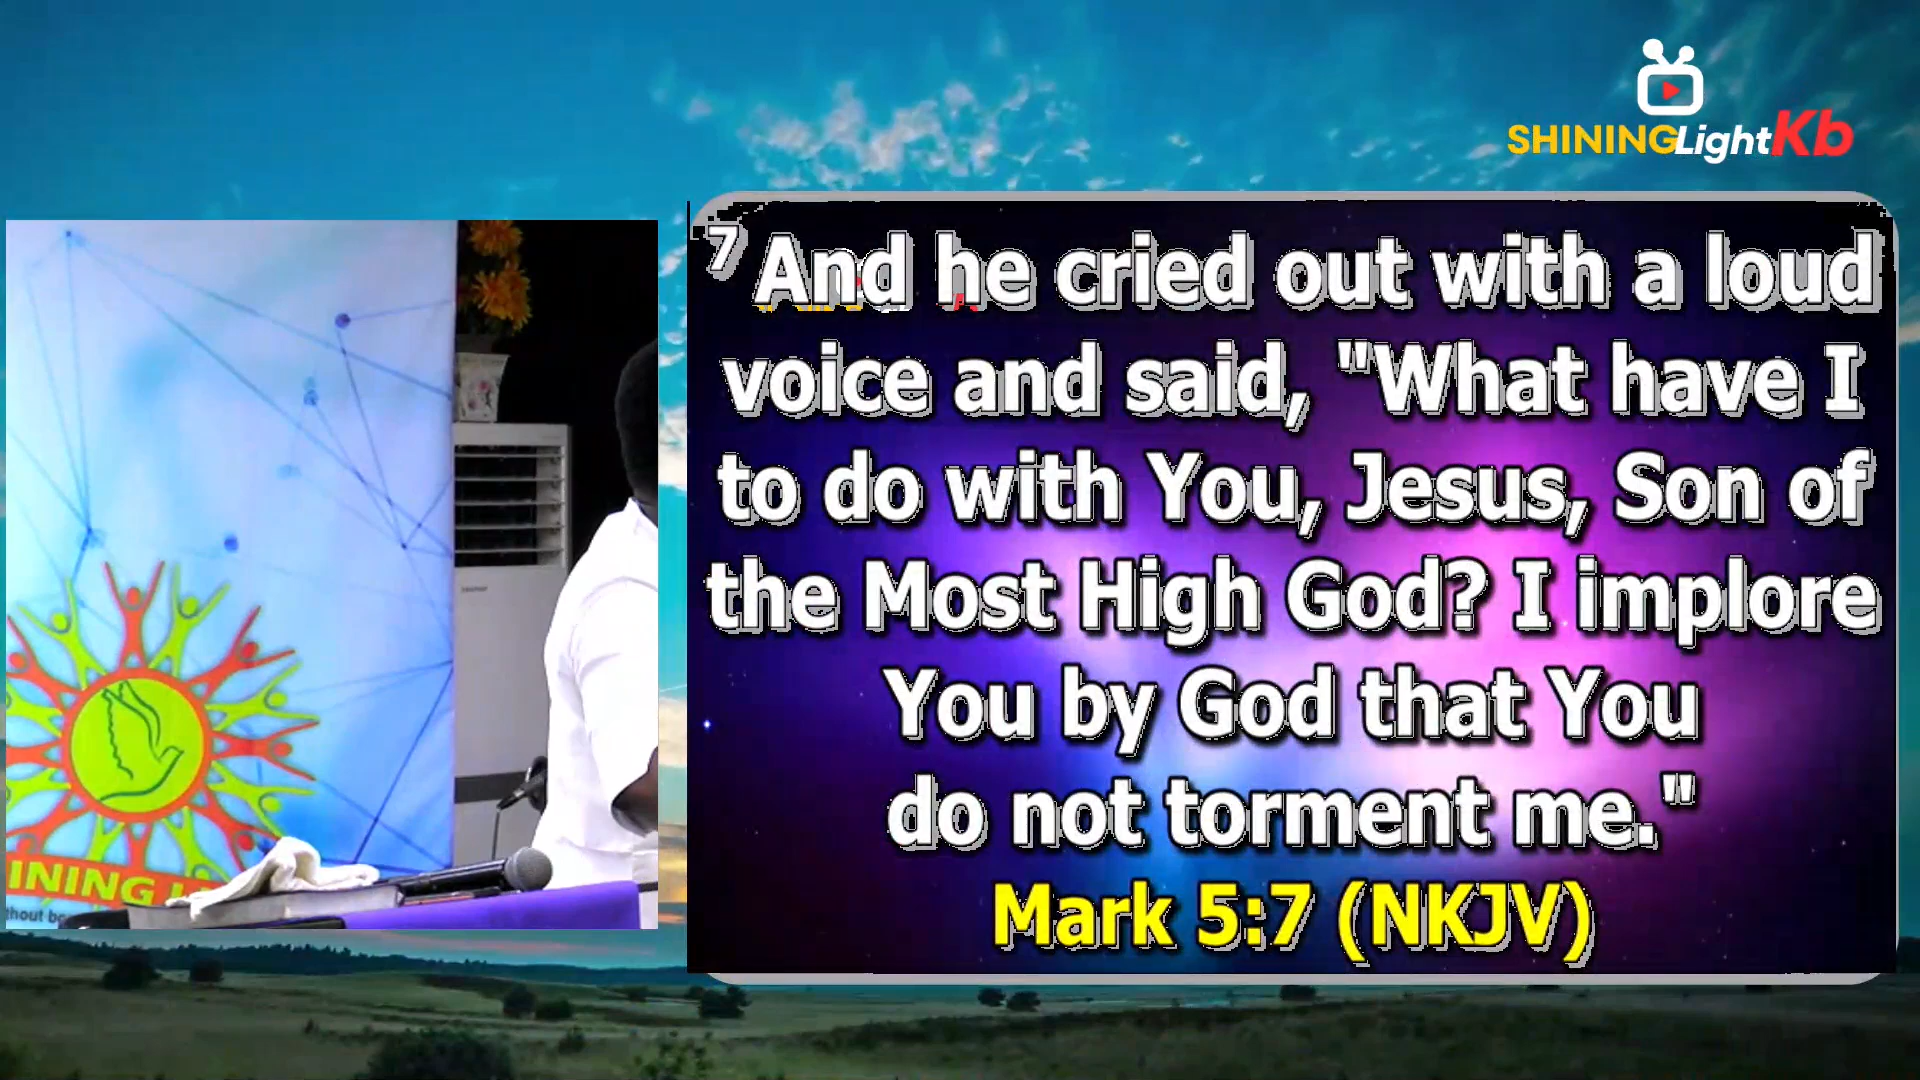 SHININGLightKb
7 And he cried out with a loud
voice and said, "What have I
to do with You, Jesus, Son of
the Most High God? I implore
You by God that You
do not torment me."
Mark 5:7 (NKJV)
INING
thout